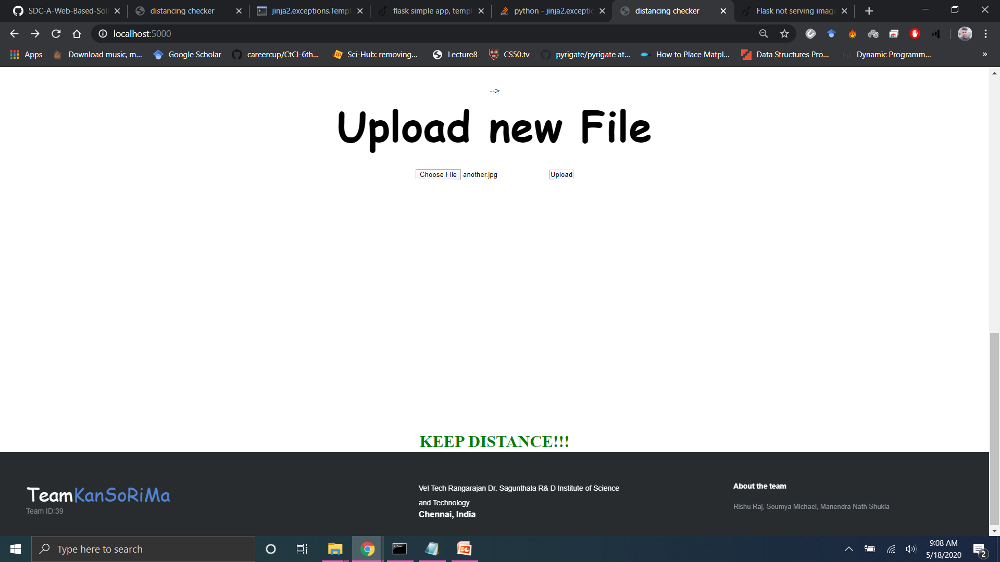 SDC-A-Web-Based-Sol
distancing checker
jinja2.exceptions.Templ
flask simple app, templ
python - jinja2.exceptic
distancing checker
Flask not serving image
localhost:5000
Apps
Download music, m...
Google Scholar
careercup/CtCI-6th...
Sci-Hub: removing...
Lecture8
CS50.tv
pyrigate/pyrigate at...
How to Place Matpl...
Data Structures Pro...
Dynamic Programm...
»
-->
Upload new File
Choose File another.jpg
Upload
KEEP DISTANCE!!!
TeamKanSoRiMa
Team ID:39
Vel Tech Rangarajan Dr. Sagunthala R& D Institute of Science
and Technology
Chennai, India
About the team
Rishu Raj, Soumya Michael, Manendra Nath Shukla
Type here to search
9:08 AM
5/18/2020
2